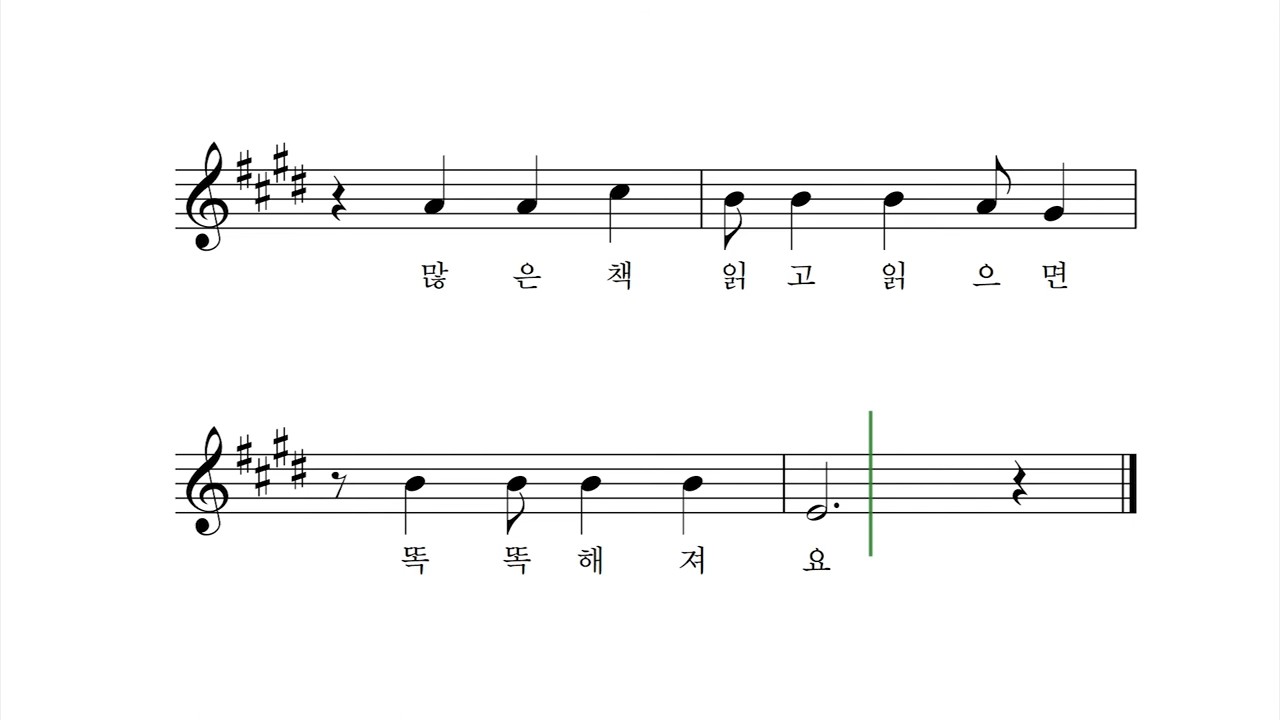 많 은 책 읽 고 읽 으 면
똑 똑 해 져 요